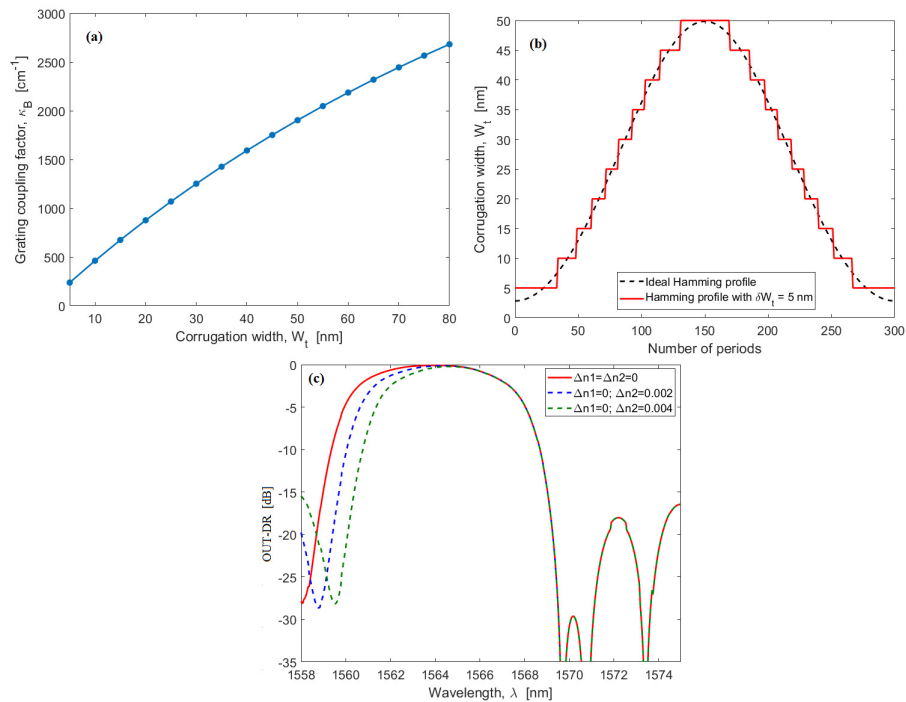 (a)
Grating coupling factor, κB [cm-1]
3000
2500
2000
1500
1000
500
0
10 20 30 40 50 60 70 80
Corrugation width, Wt [nm]
(b)
Corrugation width, Wt [nm]
50
45
40
35
30
25
20
15
10
5
0
0 50 100 150 200 250 300
Number of periods
Ideal Hamming profile
Hamming profile with δWt = 5 nm
(c)
OUT-DR [dB]
0
-5
-10
-15
-20
-25
-30
-35
1558 1560 1562 1564 1566 1568 1570 1572 1574
Wavelength, λ [nm]
Δn1=Δn2=0
Δn1=0; Δn2=0.002
Δn1=0; Δn2=0.004